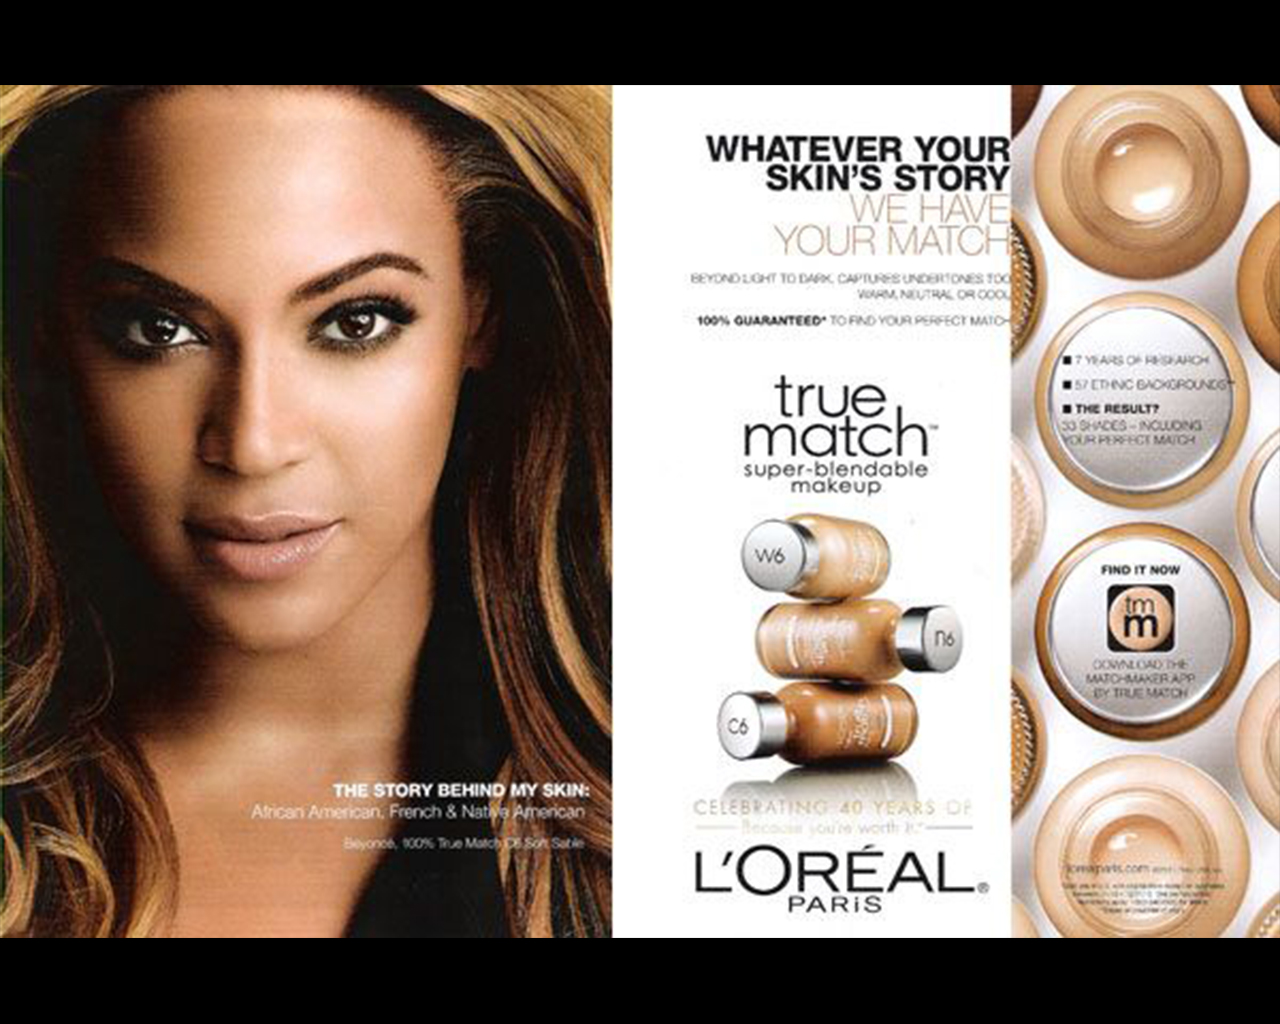 THE STORY BEHIND MY SKIN:
African American, French & Native American
Beyoncé, 100% True Match C6 Soft Sable
WHATEVER YOUR
SKIN'S STORY
WE HAVE
YOUR MATCH
BEYOND LIGHT TO DARK, CAPTURES UNDERTONES TOO
WARM, NEUTRAL OR COOL
100% GUARANTEED* TO FIND YOUR PERFECT MATCH
true
match™
super-blendable
makeup
W6
N6
C6
CELEBRATING 40 YEARS OF
Because you're worth it.™
L'ORÉAL®
PARIS
■ 7 YEARS OF RESEARCH
■ 57 ETHNIC BACKGROUNDS**
■ THE RESULT?
33 SHADES – INCLUDING
YOUR PERFECT MATCH
FIND IT NOW
tm
m
DOWNLOAD THE
MATCHMAKER APP
BY TRUE MATCH
lorealparis.com